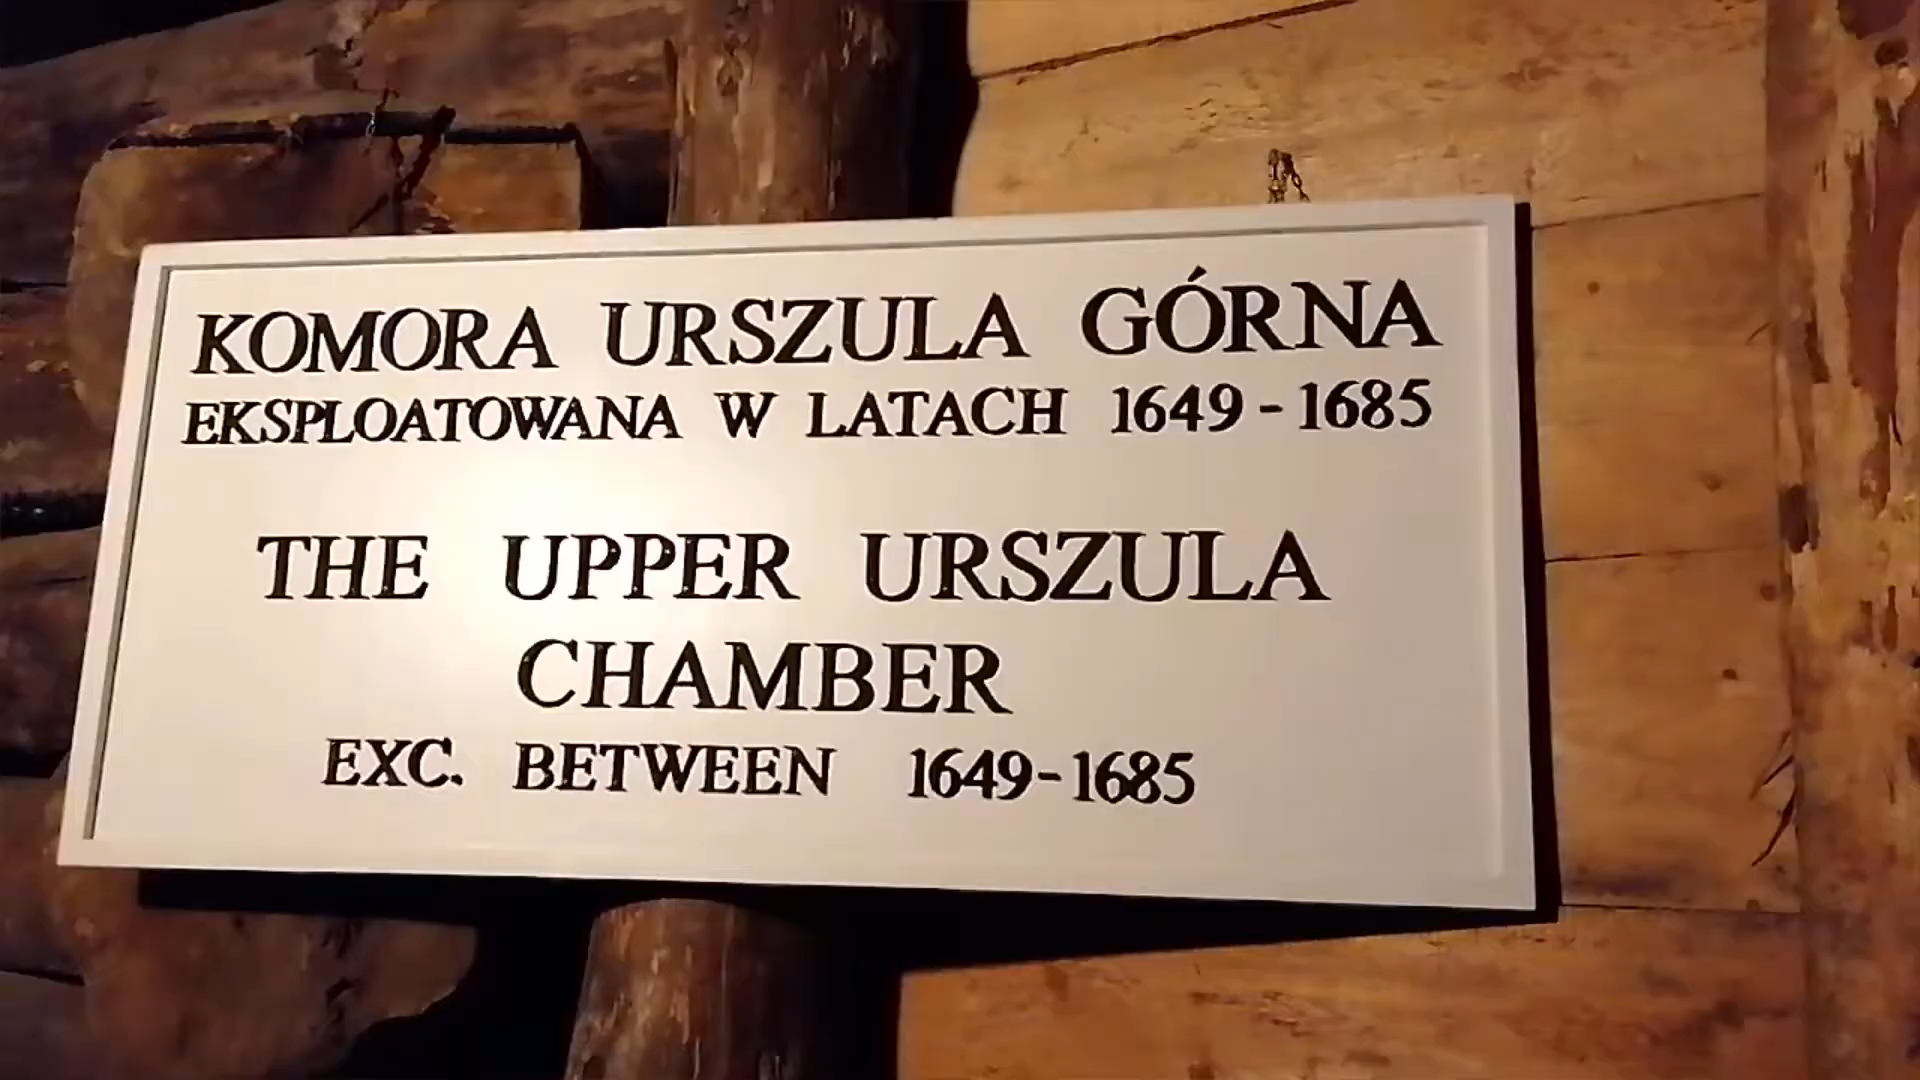 KOMORA URSZULA GÓRNA
EKSPLOATOWANA W LATACH 1649 - 1685
THE UPPER URSZULA
CHAMBER
EXC. BETWEEN 1649-1685